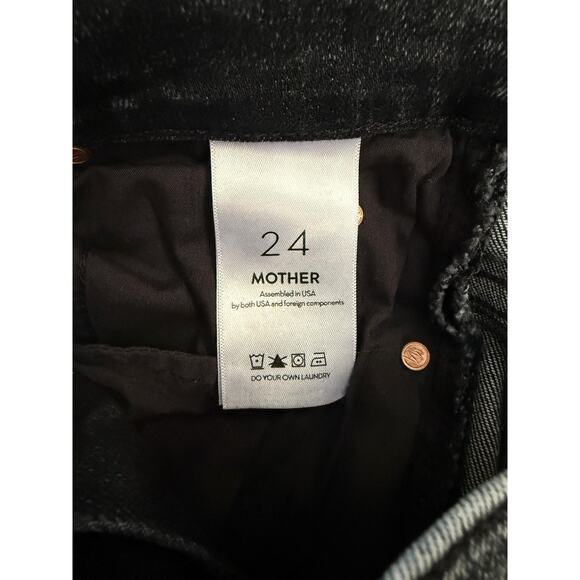 24
MOTHER
Assembled in USA
by both USA and foreign components
DO YOUR OWN LAUNDRY